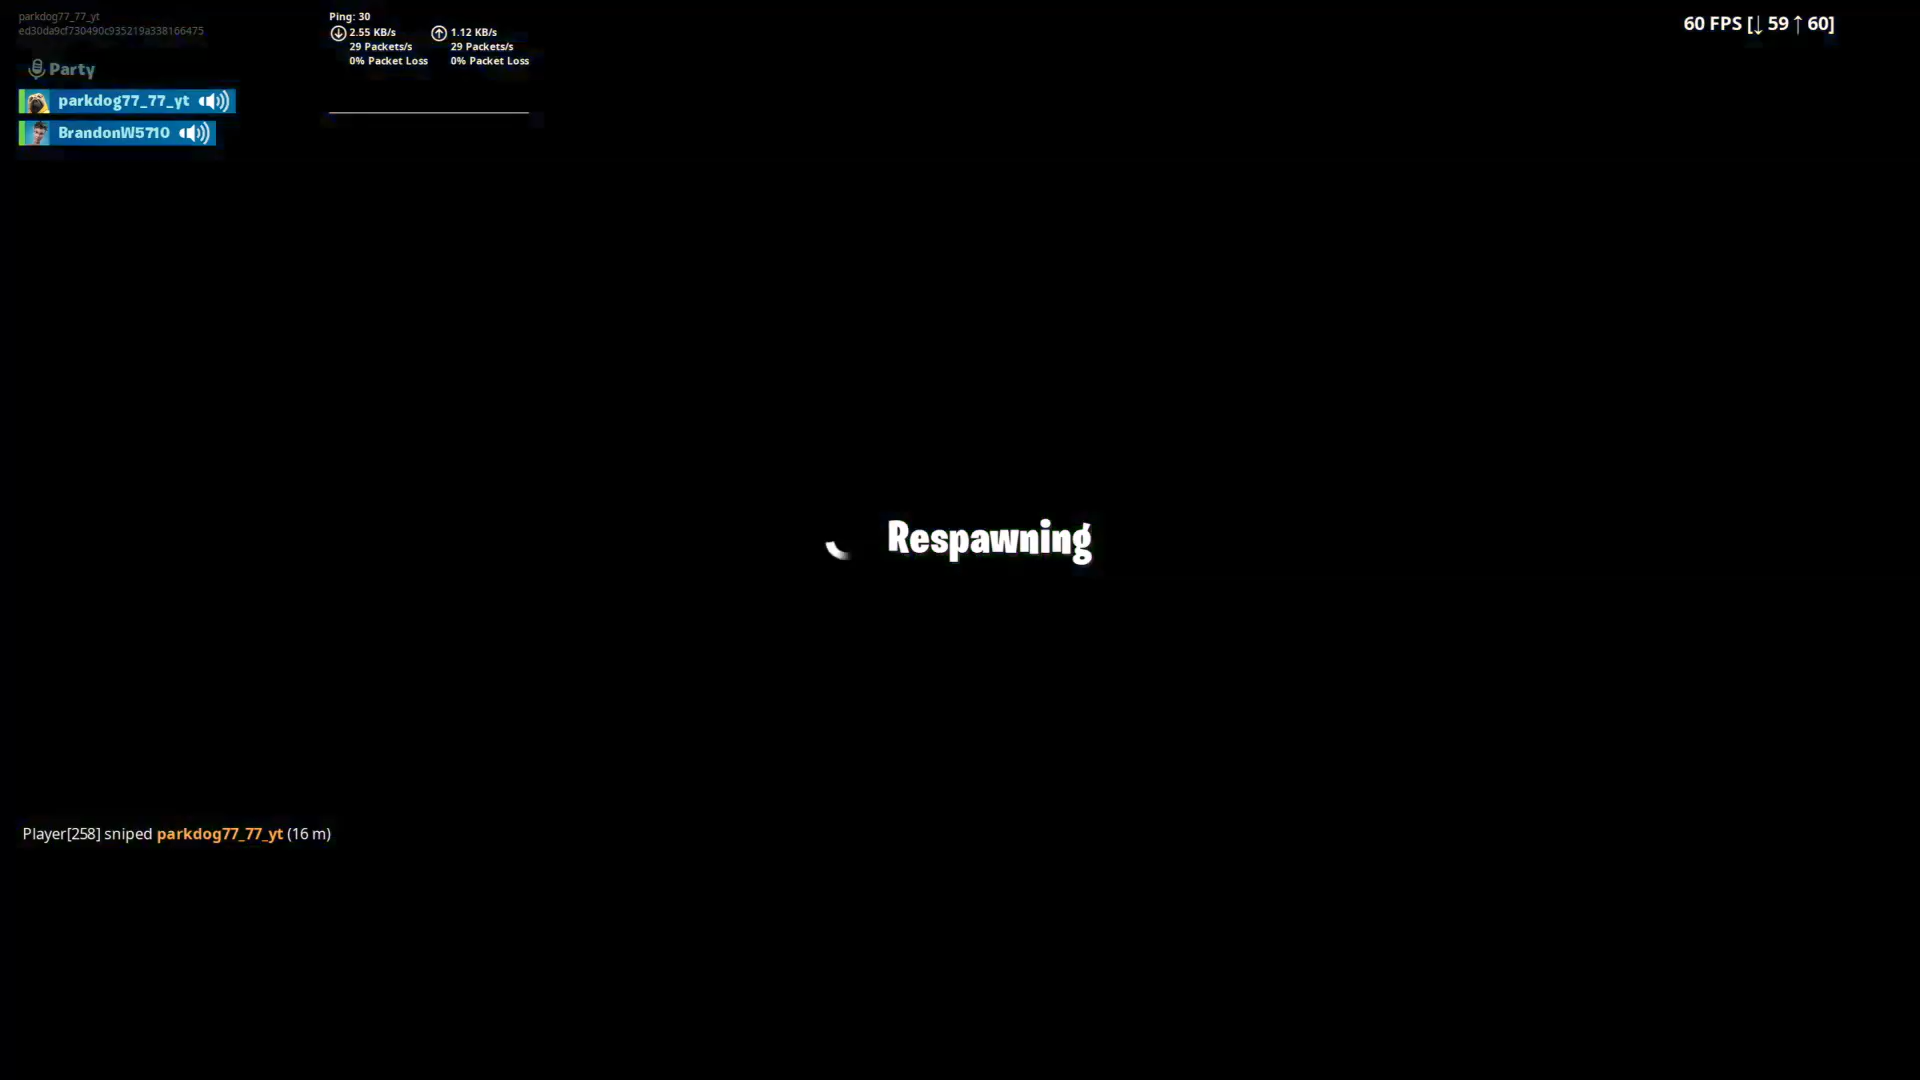 parkdog77_77_yt
ed30da9cf730490c935219a338166475
Party
parkdog77_77_yt
BrandonW5710
Ping: 30
2.55 KB/s 1.12 KB/s
29 Packets/s 29 Packets/s
0% Packet Loss 0% Packet Loss
60 FPS [↓ 59 ↑ 60]
Respawning
Player[258] sniped parkdog77_77_yt (16 m)